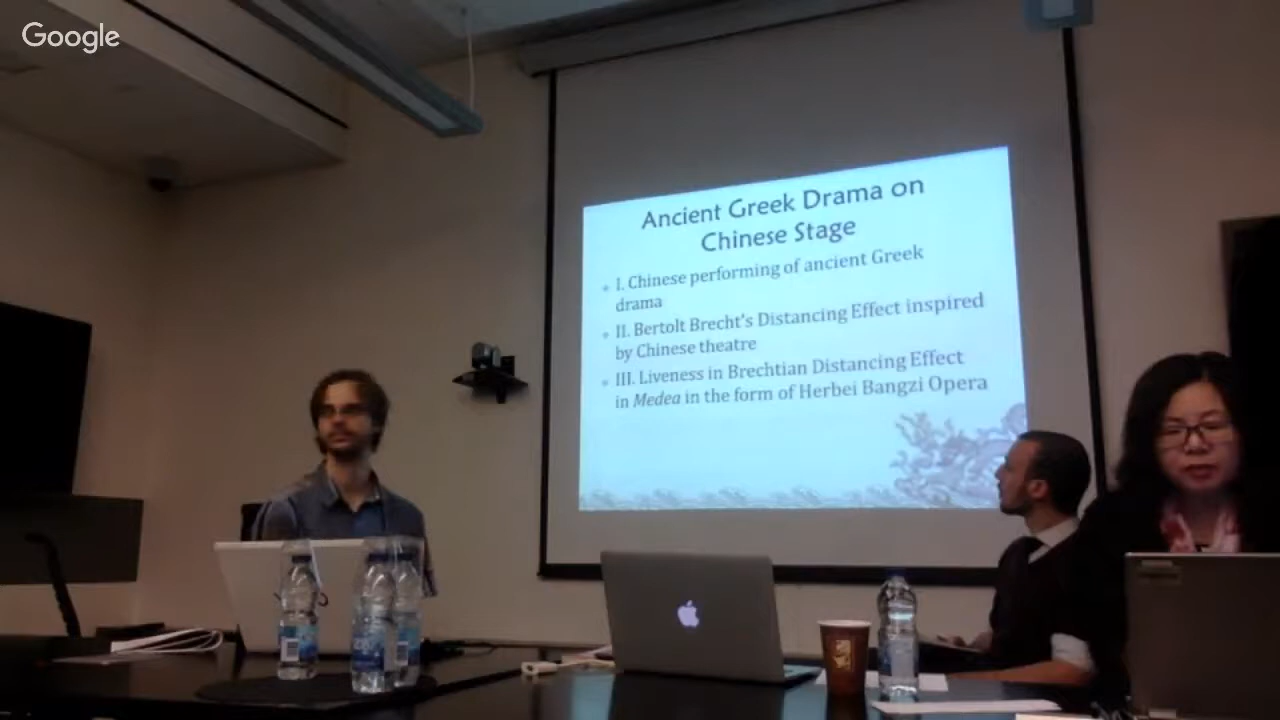 Google
Ancient Greek Drama on
Chinese Stage
I. Chinese performing of ancient Greek
drama
II. Bertolt Brecht's Distancing Effect inspired
by Chinese theatre
III. Liveness in Brechtian Distancing Effect
in Medea in the form of Herbei Bangzi Opera